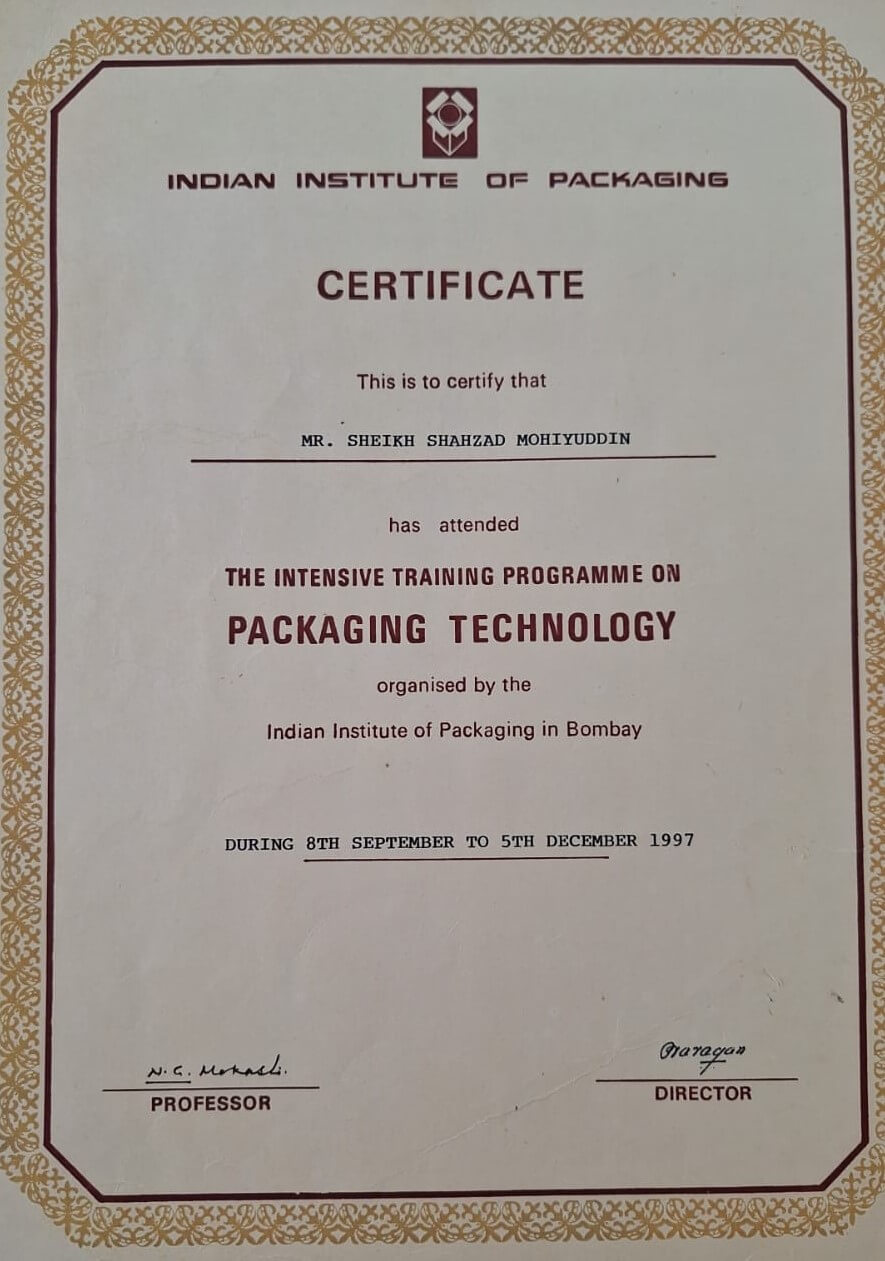 INDIAN INSTITUTE OF PACKAGING
CERTIFICATE
This is to certify that
MR. SHEIKH SHAHZAD MOHIYUDDIN
has attended
THE INTENSIVE TRAINING PROGRAMME ON
PACKAGING TECHNOLOGY
organised by the
Indian Institute of Packaging in Bombay
DURING 8TH SEPTEMBER TO 5TH DECEMBER 1997
PROFESSOR
DIRECTOR